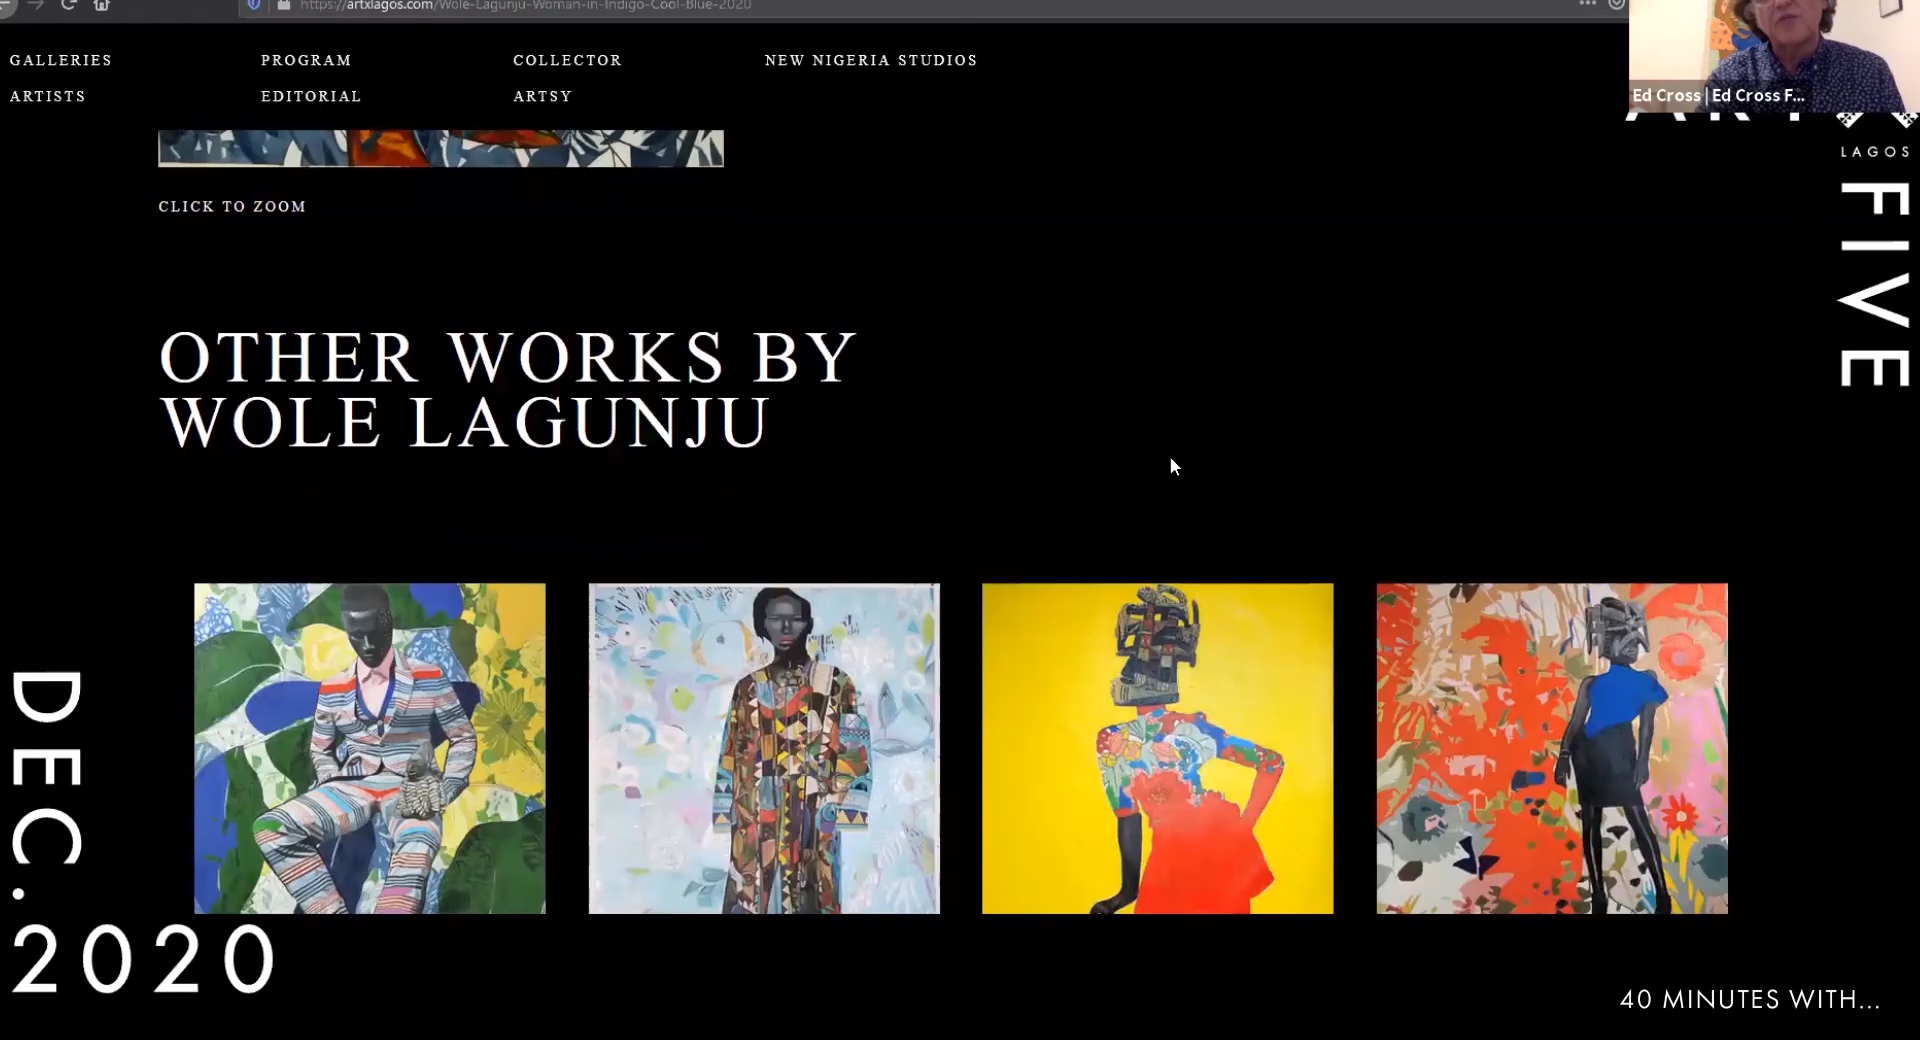 https://artxlagos.com/Wole-Lagunju-Woman-in-Indigo-Cool-Blue-2020
GALLERIES
PROGRAM
COLLECTOR
NEW NIGERIA STUDIOS
ARTISTS
EDITORIAL
ARTSY
Ed Cross | Ed Cross F...
LAGOS
FIVE
CLICK TO ZOOM
OTHER WORKS BY
WOLE LAGUNJU
DEC.
2020
40 MINUTES WITH...